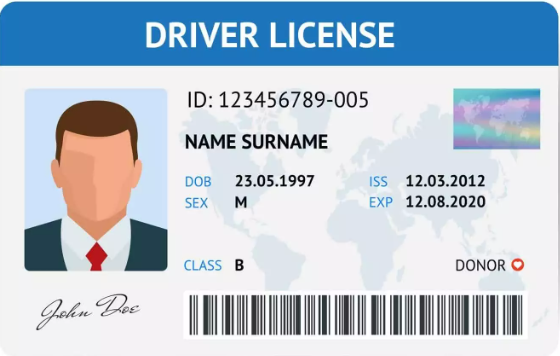 DRIVER LICENSE
ID: 123456789-005
NAME SURNAME
DOB 23.05.1997 ISS 12.03.2012
SEX M EXP 12.08.2020
CLASS B DONOR
John Doe